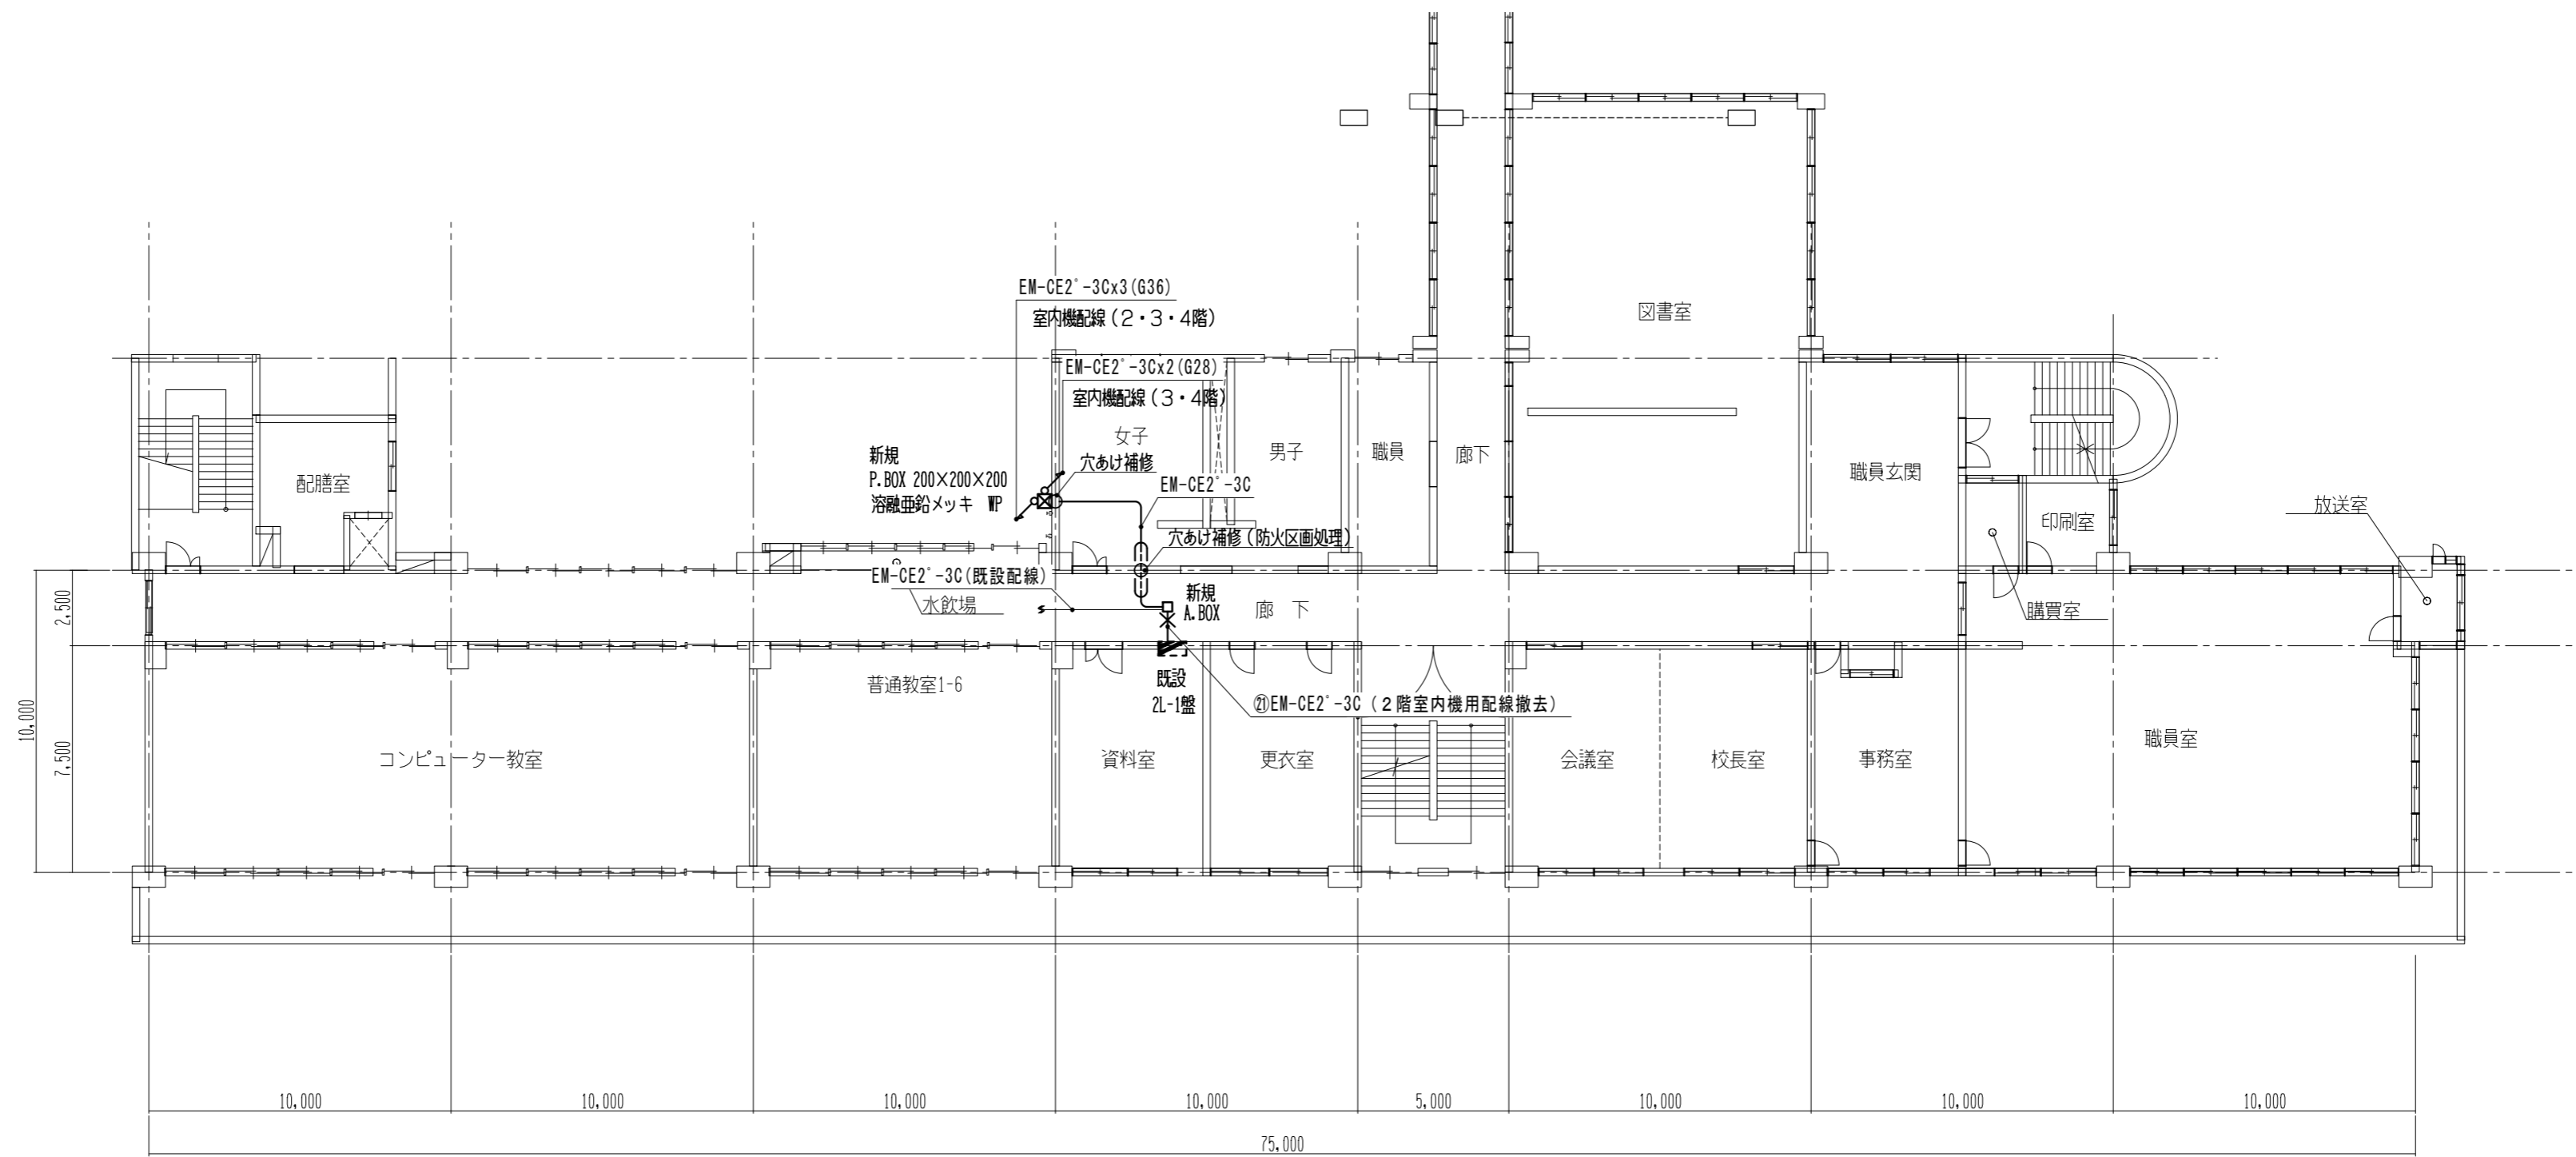 EM-CE2°-3Cx3(G36)
室内機配線（２・３・４階）
図書室
EM-CE2°-3Cx2(G28)
室内機配線（３・４階）
女子
男子
職員
廊下
新規
P.BOX 200×200×200
溶融亜鉛メッキ　WP
穴あけ補修
EM-CE2°-3C
配膳室
職員玄関
放送室
印刷室
穴あけ補修（防火区画処理）
EM-CE2°-3C(既設配線)
水飲場
新規
A.BOX
廊　下
購買室
2,500
普通教室1-6
既設
2L-1盤
㉑EM-CE2°-3C（２階室内機用配線撤去）
10,000
7,500
コンピューター教室
資料室
更衣室
会議室
校長室
事務室
職員室
10,000
10,000
10,000
10,000
5,000
10,000
10,000
10,000
75,000